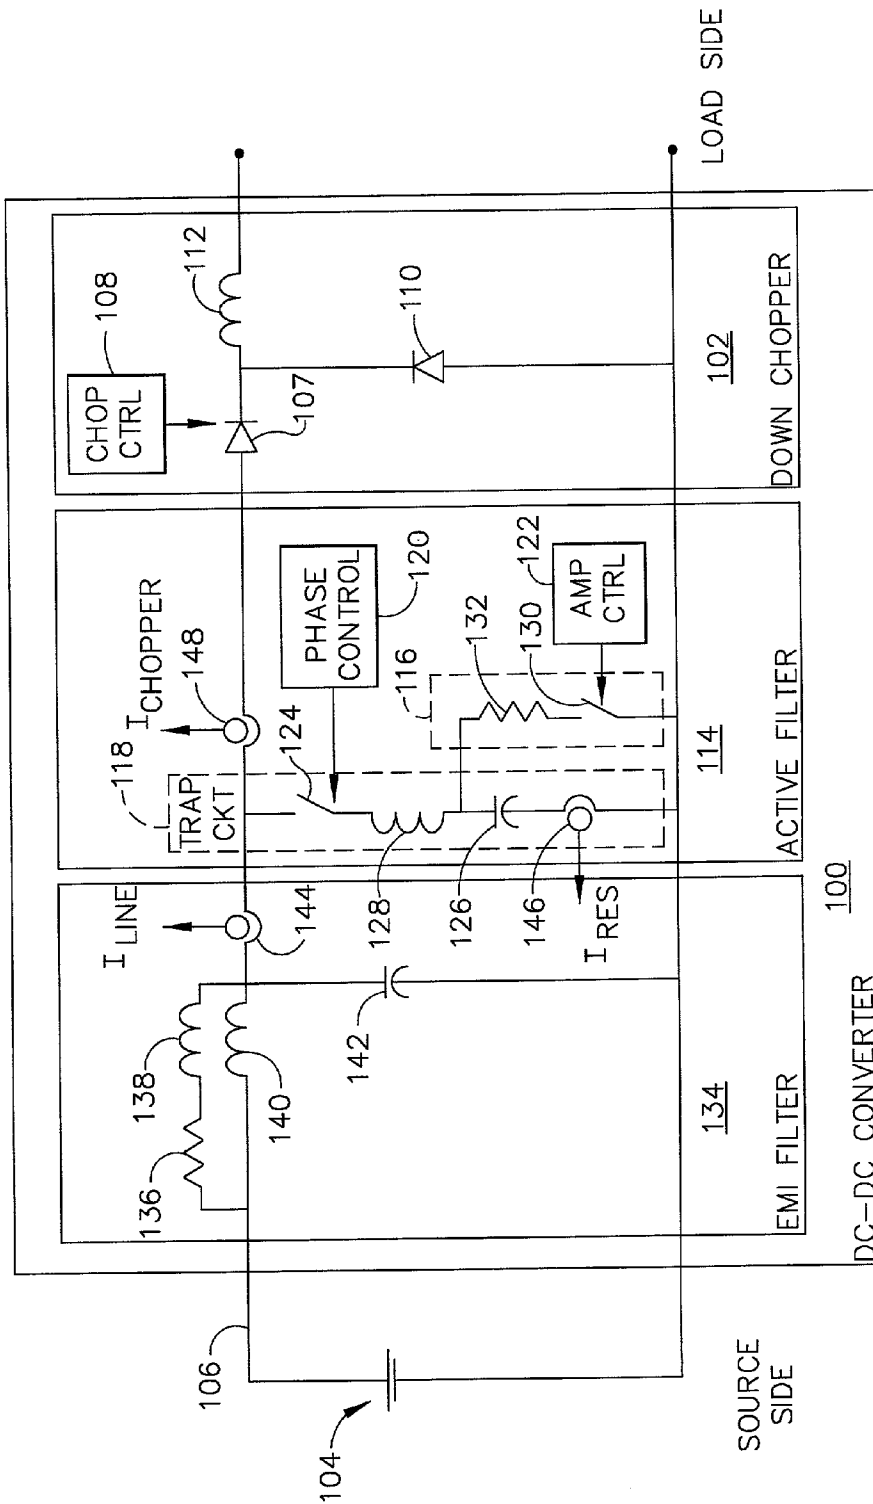 104
106
SOURCE
SIDE
136
138
140
142
I LINE
144
134
EMI FILTER
118
TRAP
CKT
I CHOPPER
148
124
PHASE
CONTROL
120
128
126
146
I RES
116
132
130
122
AMP
CTRL
114
ACTIVE FILTER
CHOP
CTRL
108
107
112
110
102
DOWN CHOPPER
100
DC-DC CONVERTER
LOAD SIDE